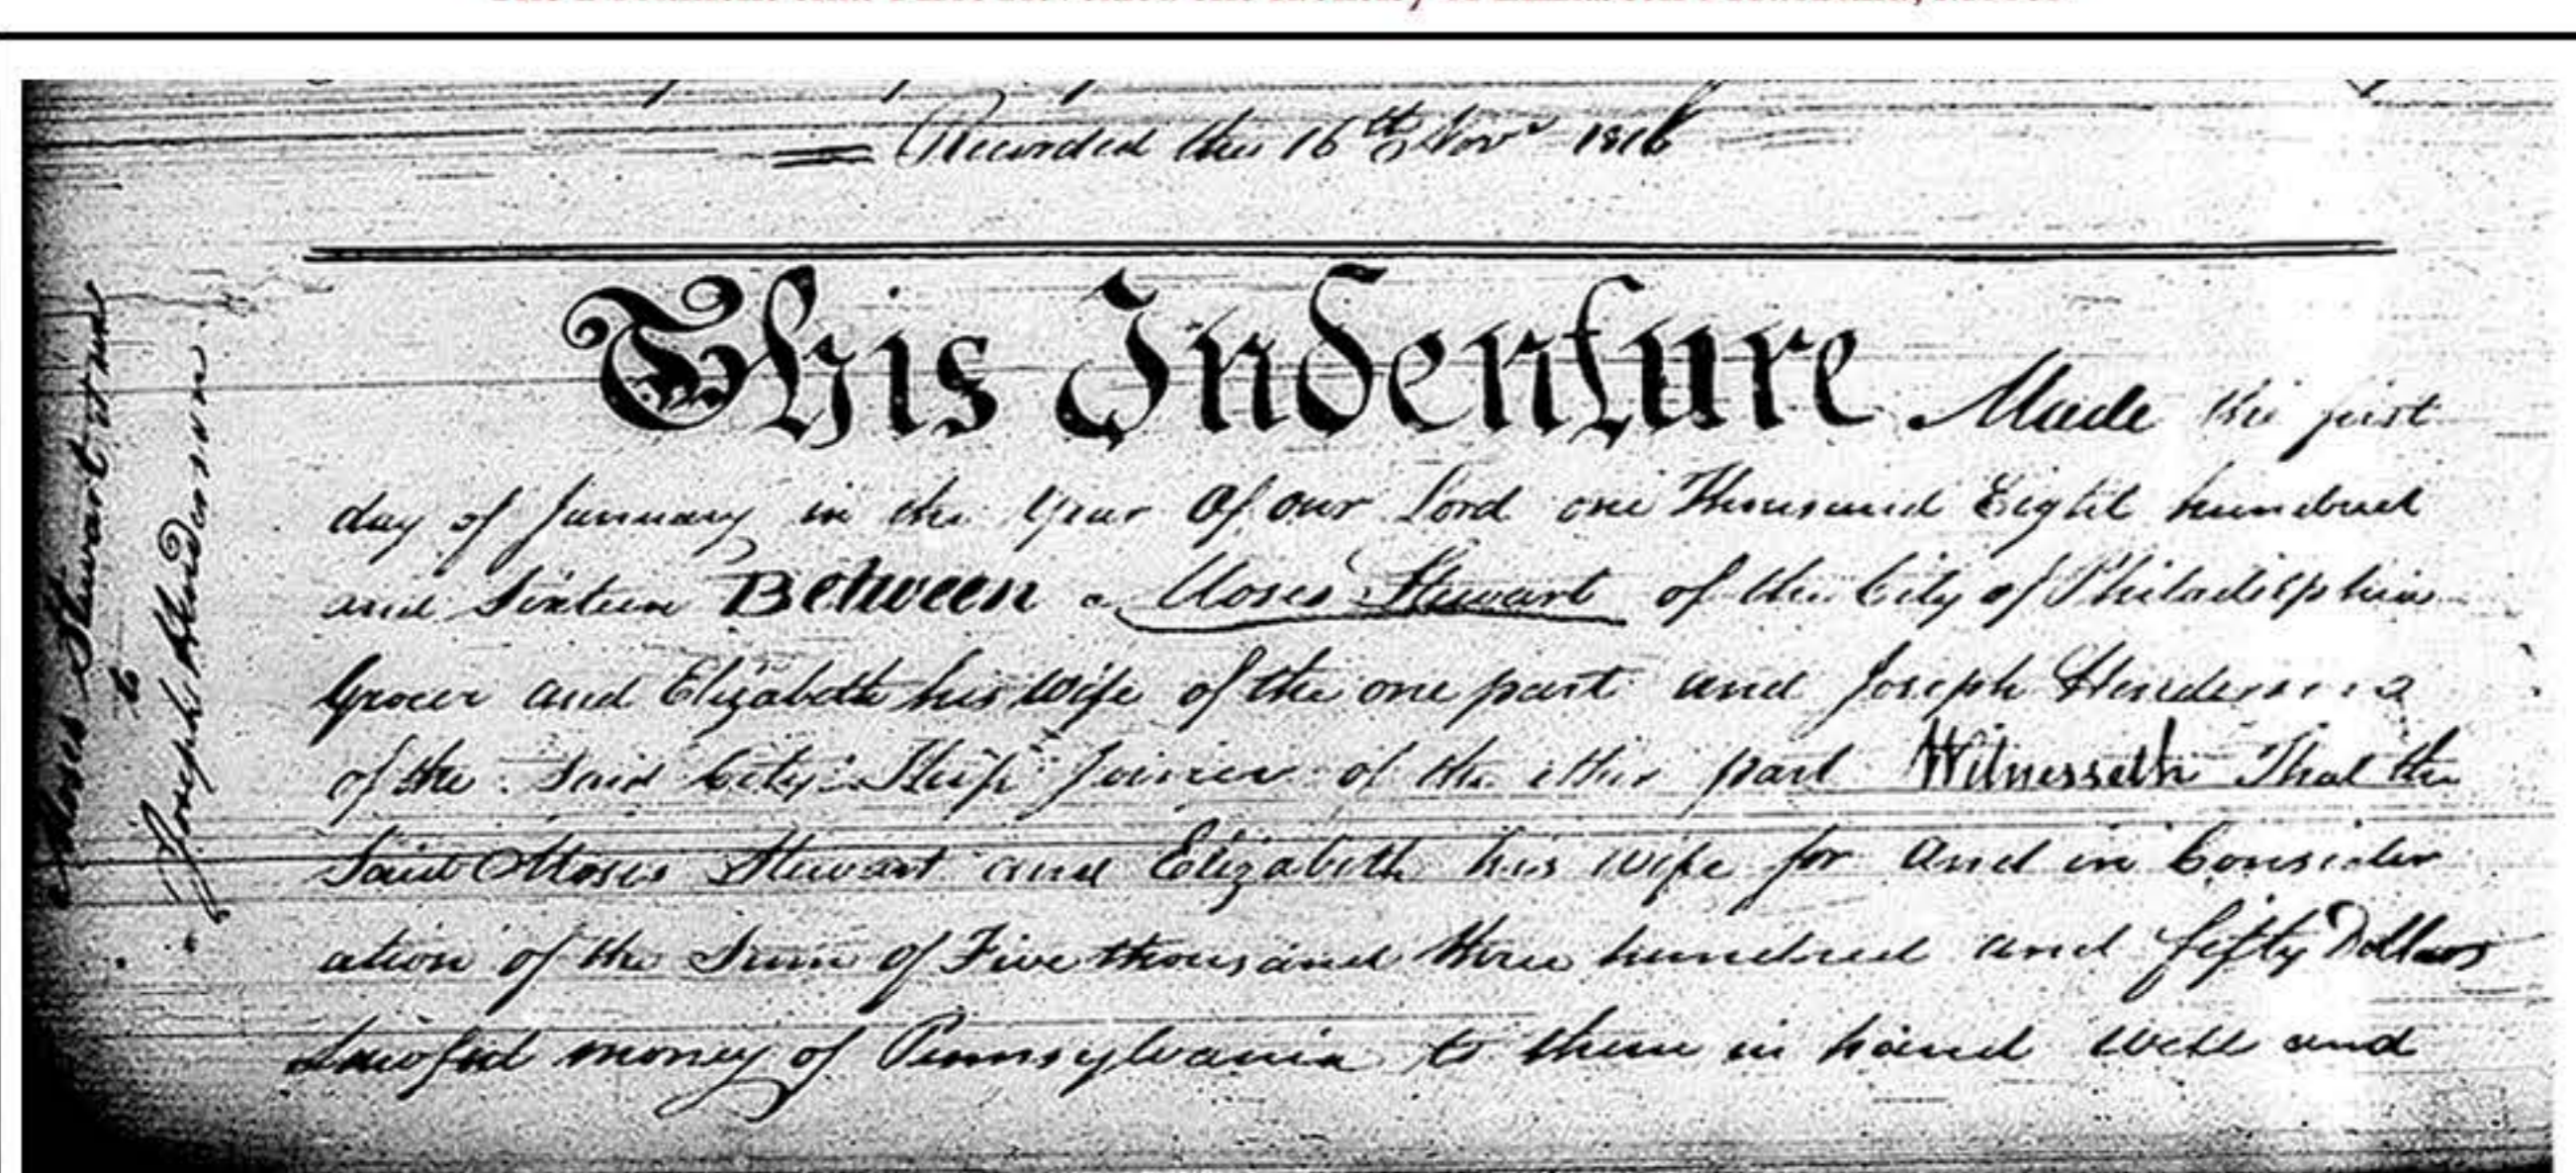 Recorded the 16th Novr 1816
This Indenture Made the first
day of January in the Year Of our Lord one Thousand Eight hundred
and Sixteen Between Moses Stewart of the City of Philadelphia
Grocer and Elizabeth his Wife of the one part and Joseph Henderson
of the Said City Ship Joiner of the other part Witnesseth That the
Said Moses Stewart and Elizabeth his Wife for And in Consider
ation of the Sum of Five thousand three hundred and fifty Dollars
Lawful money of Pennsylvania to them in hand well and
Moses Stewart
to
Joseph Henderson